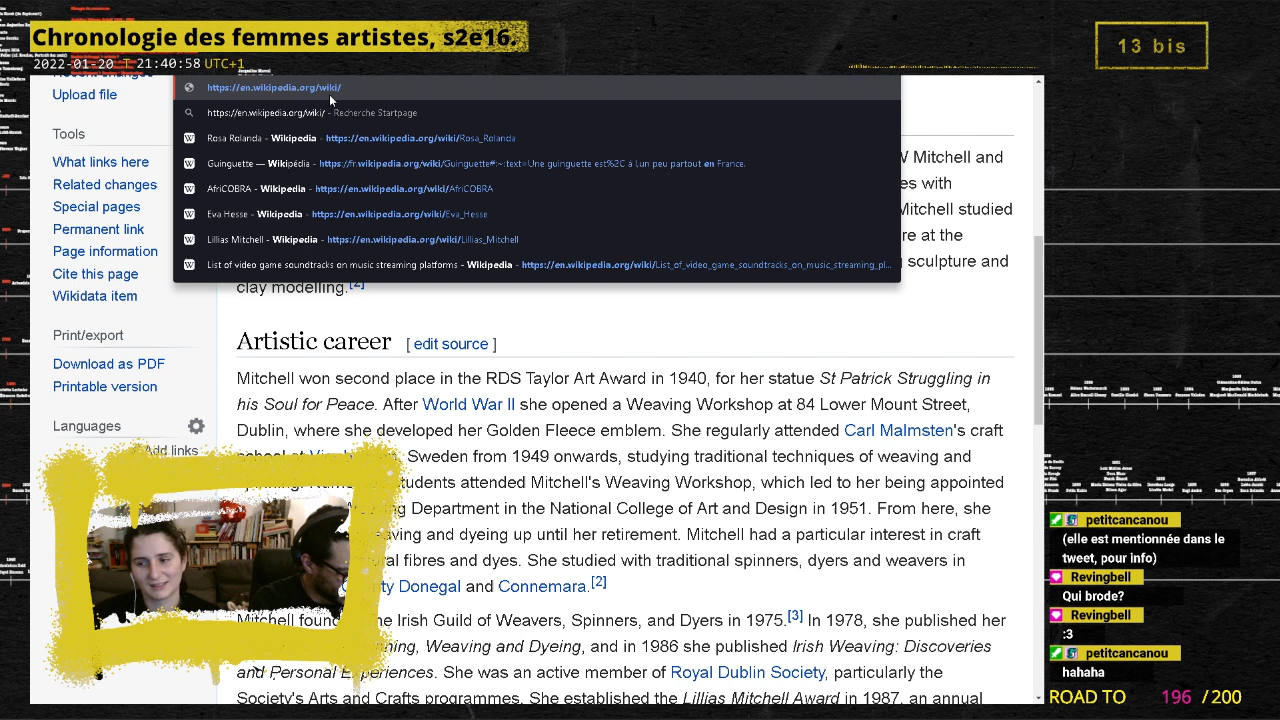 Chronologie des femmes artistes, s2e16.
2022-01-20 T 21:40:58 UTC+1
13 bis
Upload file
Tools
What links here
Related changes
Special pages
Permanent link
Page information
Cite this page
Wikidata item
Print/export
Download as PDF
Printable version
Languages
Add links
https://en.wikipedia.org/wiki/
https://en.wikipedia.org/wiki/ - Recherche Startpage
Rosa Rolanda - Wikipedia - https://en.wikipedia.org/wiki/Rosa_Rolanda
Guinguette — Wikipédia - https://fr.wikipedia.org/wiki/Guinguette#:~:text=Une guinguette est%2C à l,un peu partout en France.
AfriCOBRA - Wikipedia - https://en.wikipedia.org/wiki/AfriCOBRA
Eva Hesse - Wikipedia - https://en.wikipedia.org/wiki/Eva_Hesse
Lillias Mitchell - Wikipedia - https://en.wikipedia.org/wiki/Lillias_Mitchell
List of video game soundtracks on music streaming platforms - Wikipedia - https://en.wikipedia.org/wiki/List_of_video_game_soundtracks_on_music_streaming_pl...
Mitchell and
es with
Mitchell studied
re at the
sculpture and
clay modelling.[2]
Artistic career [ edit source ]
Mitchell won second place in the RDS Taylor Art Award in 1940, for her statue St Patrick Struggling in
his Soul for Peace. After World War II she opened a Weaving Workshop at 84 Lower Mount Street,
Dublin, where she developed her Golden Fleece emblem. She regularly attended Carl Malmsten's craft
Sweden from 1949 onwards, studying traditional techniques of weaving and
tudents attended Mitchell's Weaving Workshop, which led to her being appointed
g Department in the National College of Art and Design in 1951. From here, she
aving and dyeing up until her retirement. Mitchell had a particular interest in craft
al fibres and dyes. She studied with traditional spinners, dyers and weavers in
ty Donegal and Connemara.[2]
Mitchell found e Irish Guild of Weavers, Spinners, and Dyers in 1975.[3] In 1978, she published her
ning, Weaving and Dyeing, and in 1986 she published Irish Weaving: Discoveries
and Personal E eriences. She was an active member of Royal Dublin Society, particularly the
Society's Arts and Crafts programmes. She established the Lillias Mitchell Award in 1987, an annual
petitcancanou
(elle est mentionnée dans le
tweet, pour info)
Revingbell
Qui brode?
Revingbell
:3
petitcancanou
hahaha
ROAD TO 196 /200